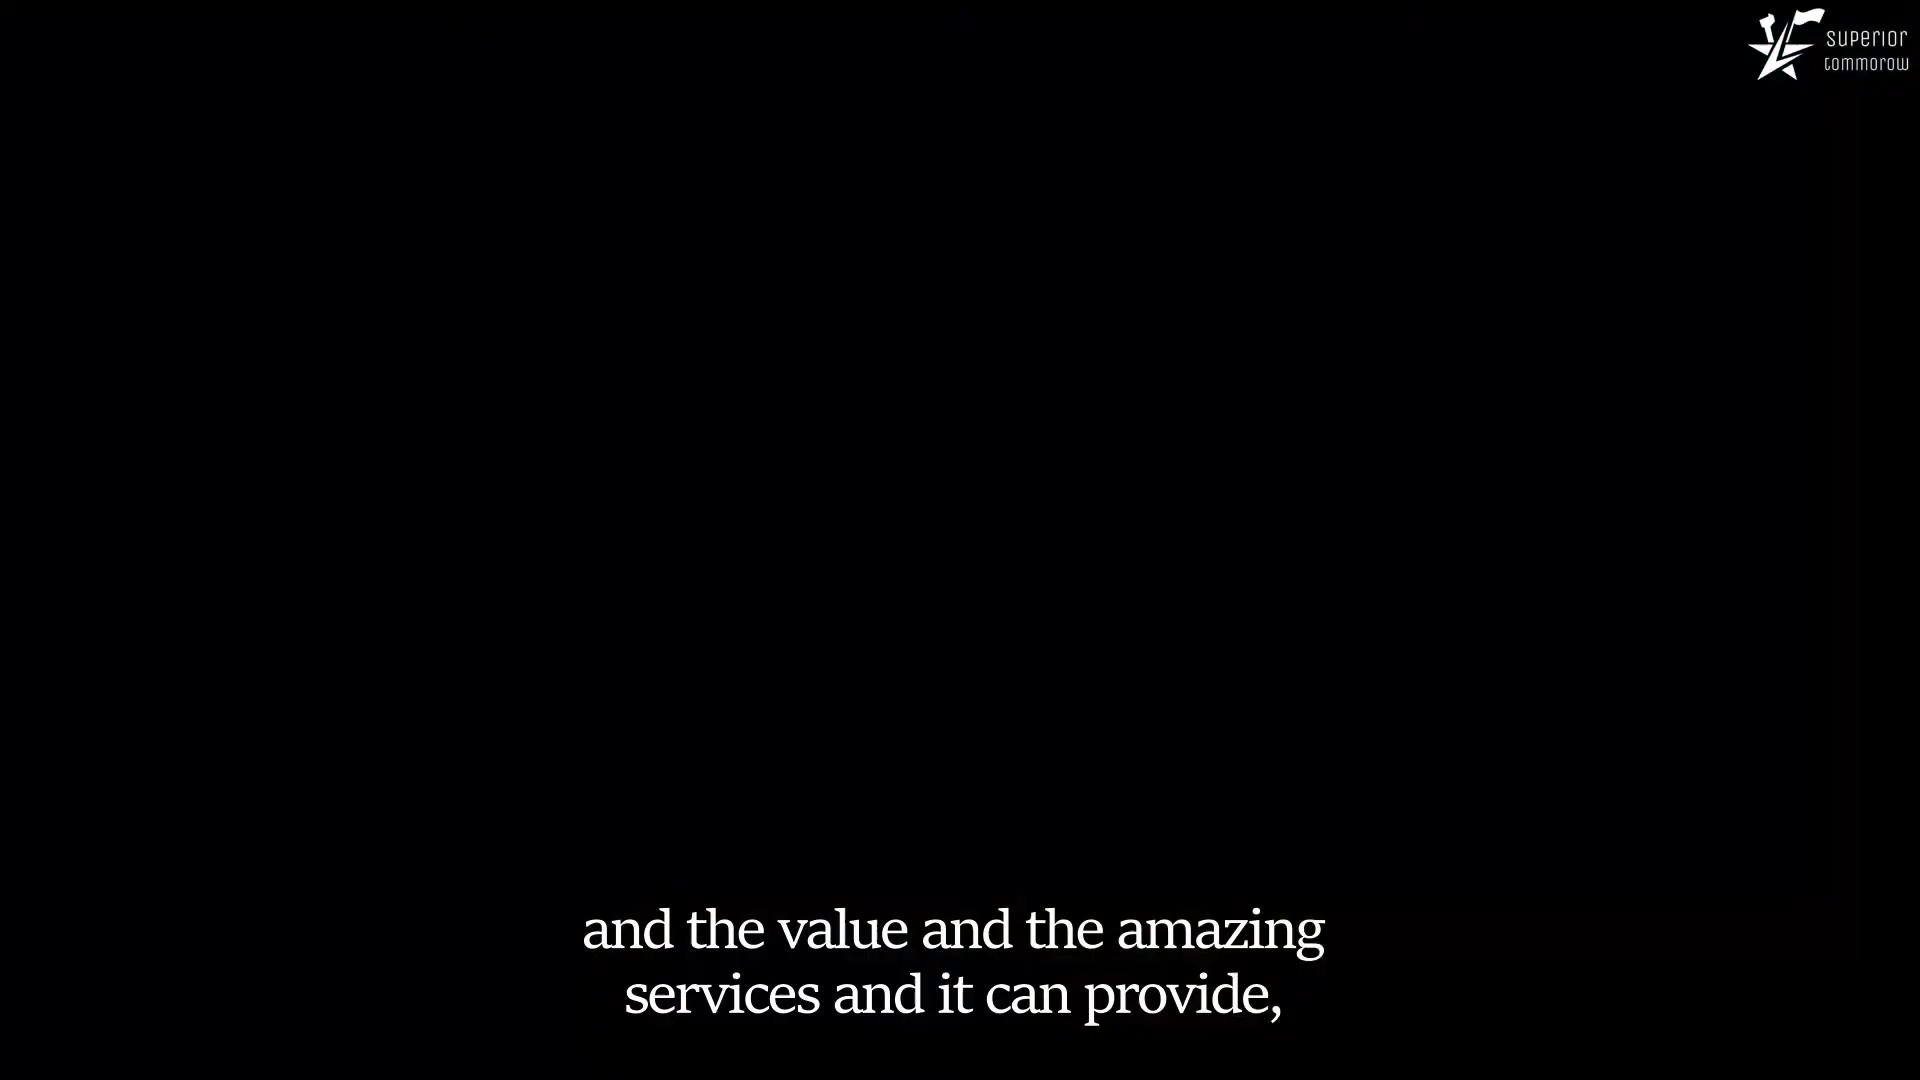 superior
tommorow
and the value and the amazing
services and it can provide,